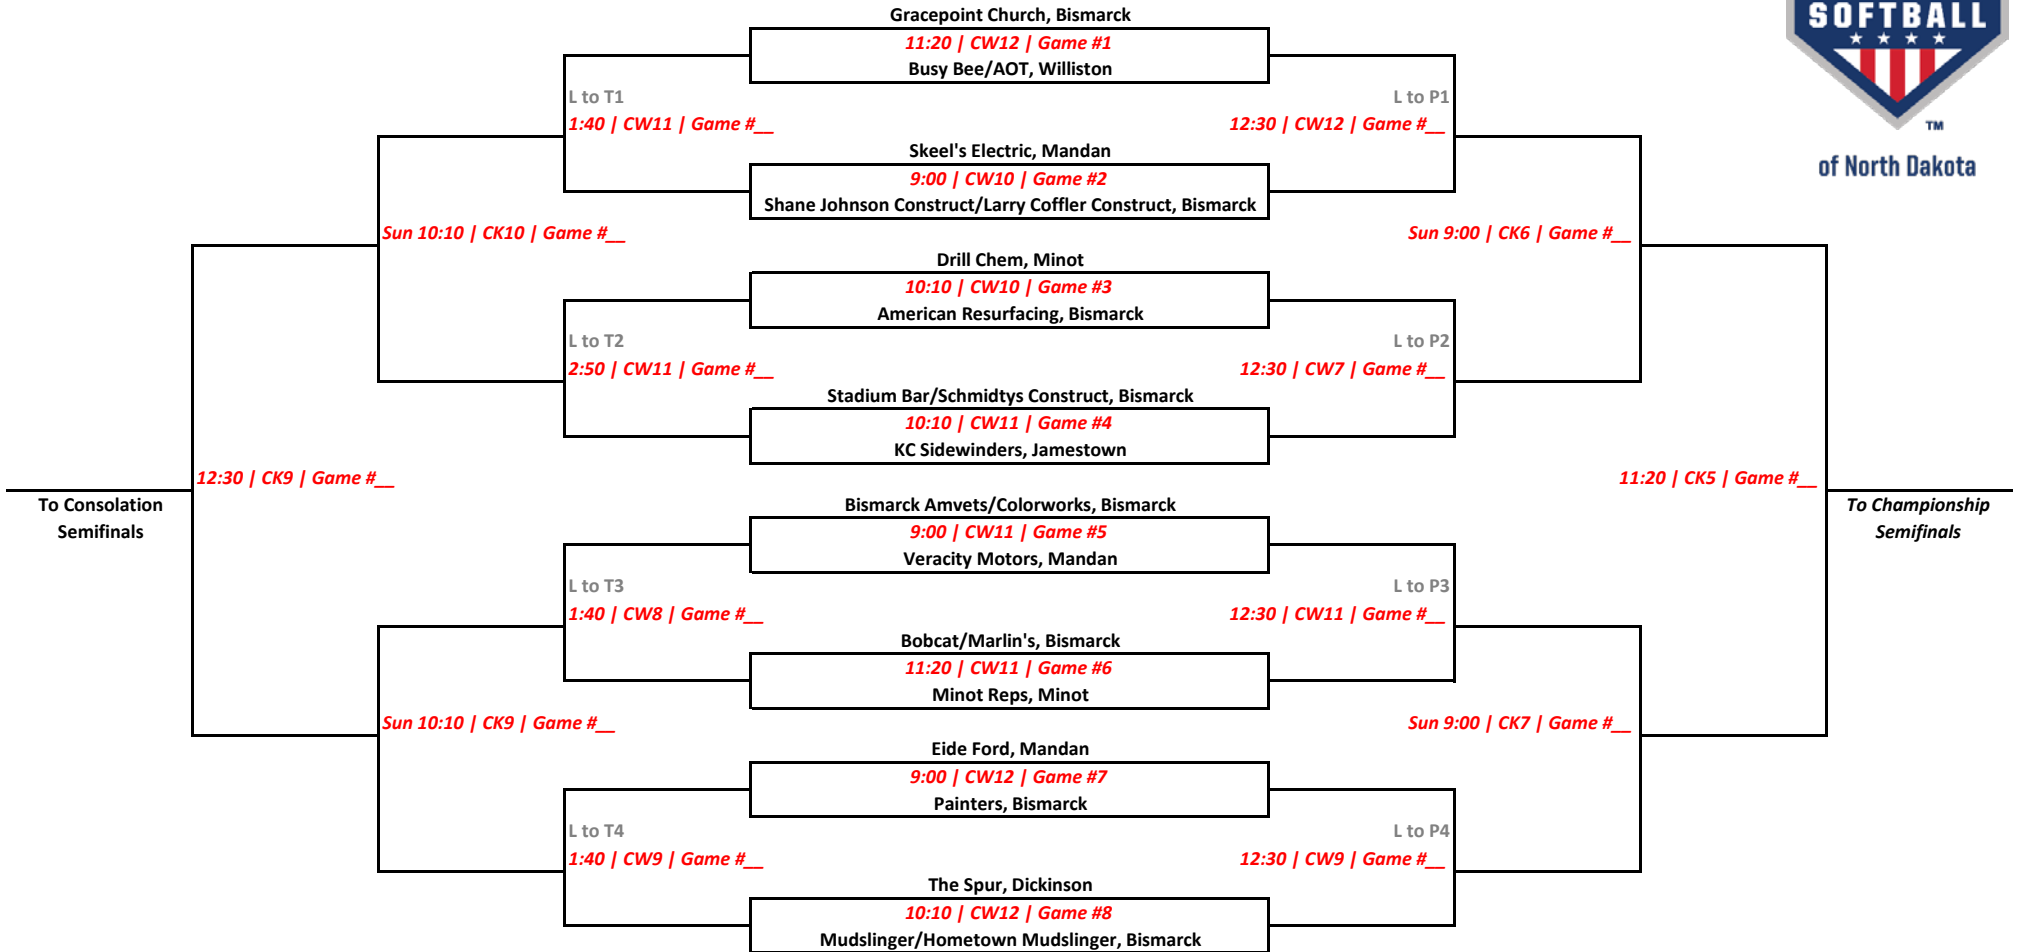 Gracepoint Church, Bismarck
SOFTBALL
11:20 | CW12 | Game #1
Busy Bee/AOT, Williston
L to T1
L to P1
1:40 | CW11 | Game #__
12:30 | CW12 | Game #__
TM
Skeel's Electric, Mandan
of North Dakota
9:00 | CW10 | Game #2
Shane Johnson Construct/Larry Coffler Construct, Bismarck
Sun 10:10 | CK10 | Game #__
Sun 9:00 | CK6 | Game #__
Drill Chem, Minot
10:10 | CW10 | Game #3
American Resurfacing, Bismarck
L to T2
L to P2
2:50 | CW11 | Game #__
12:30 | CW7 | Game #__
Stadium Bar/Schmidtys Construct, Bismarck
10:10 | CW11 | Game #4
KC Sidewinders, Jamestown
12:30 | CK9 | Game #__
11:20 | CK5 | Game #__
To Consolation
Semifinals
Bismarck Amvets/Colorworks, Bismarck
To Championship
Semifinals
9:00 | CW11 | Game #5
Veracity Motors, Mandan
L to T3
L to P3
1:40 | CW8 | Game #__
12:30 | CW11 | Game #__
Bobcat/Marlin's, Bismarck
11:20 | CW11 | Game #6
Minot Reps, Minot
Sun 10:10 | CK9 | Game #__
Sun 9:00 | CK7 | Game #__
Eide Ford, Mandan
9:00 | CW12 | Game #7
Painters, Bismarck
L to T4
L to P4
1:40 | CW9 | Game #__
12:30 | CW9 | Game #__
The Spur, Dickinson
10:10 | CW12 | Game #8
Mudslinger/Hometown Mudslinger, Bismarck